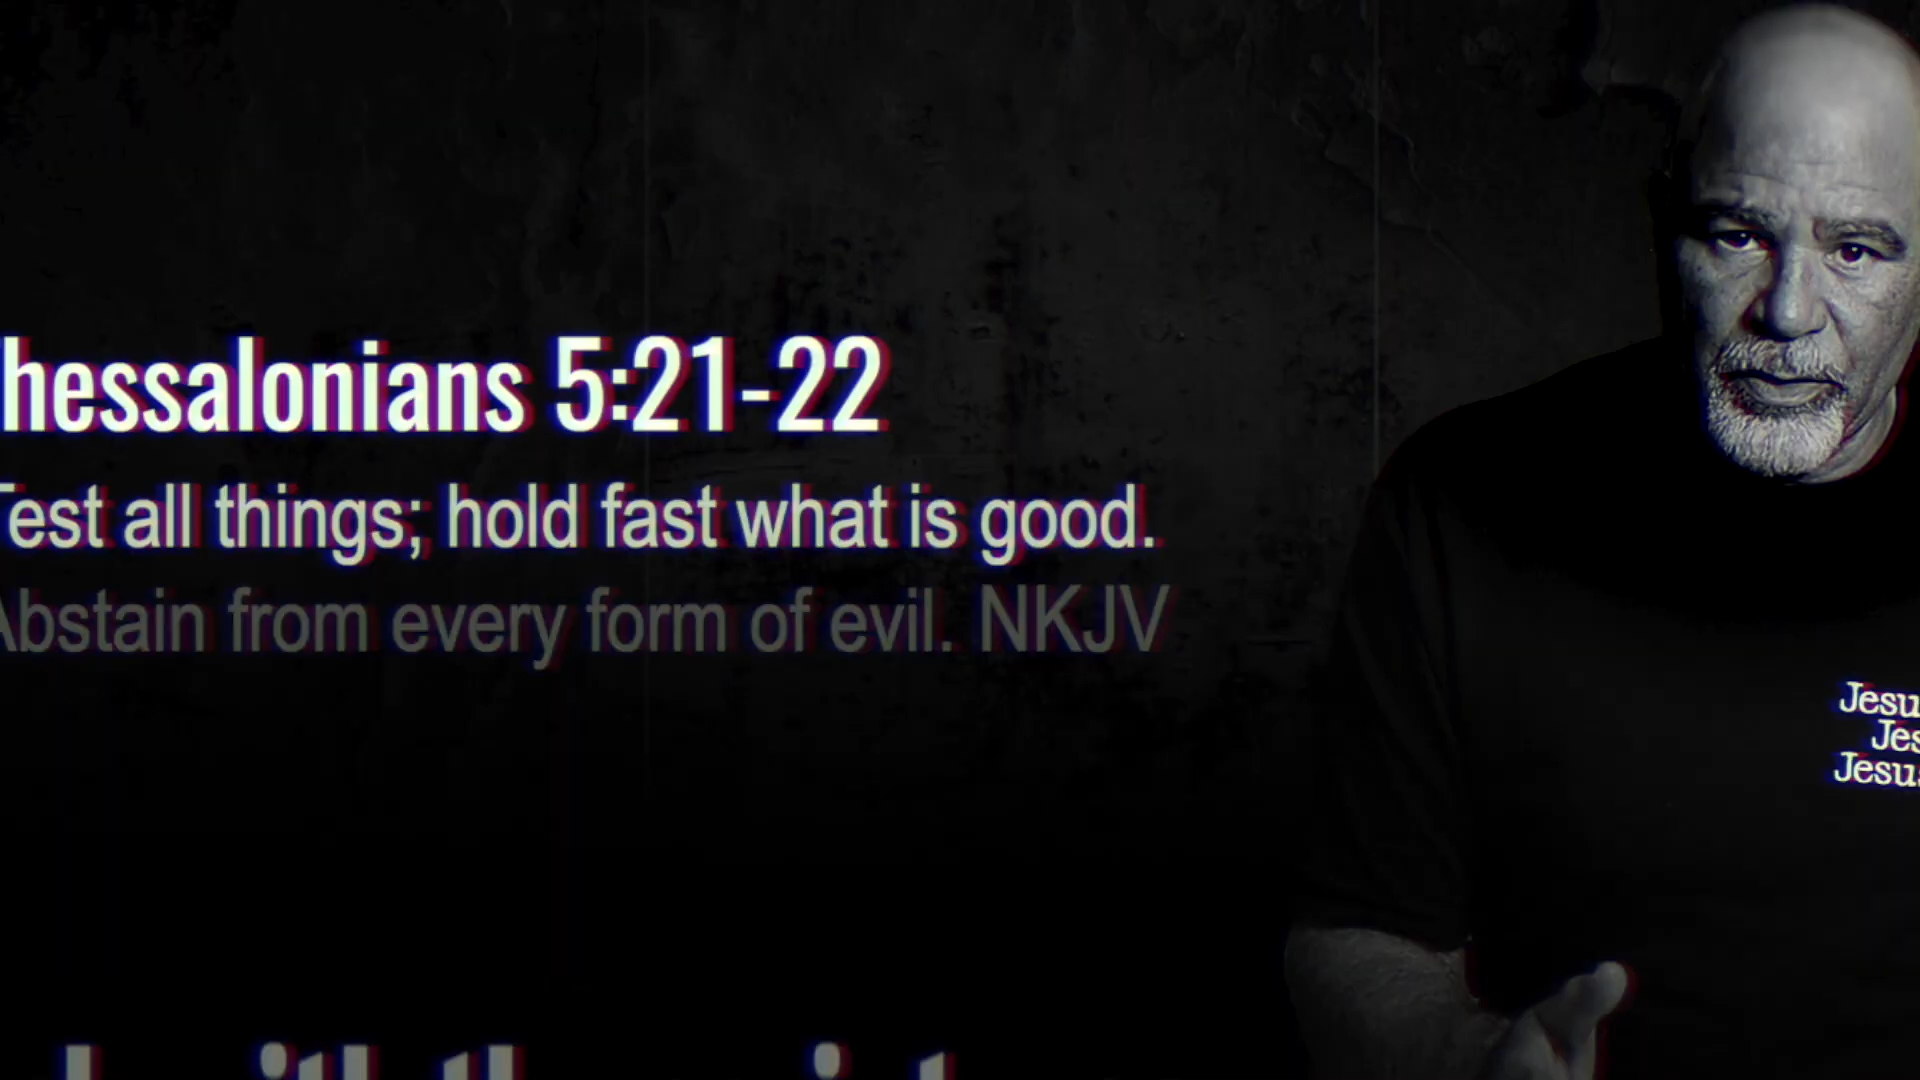 hessalonians 5:21-22
Test all things; hold fast what is good.
Abstain from every form of evil. NKJV
Jesu
Jes
Jesus